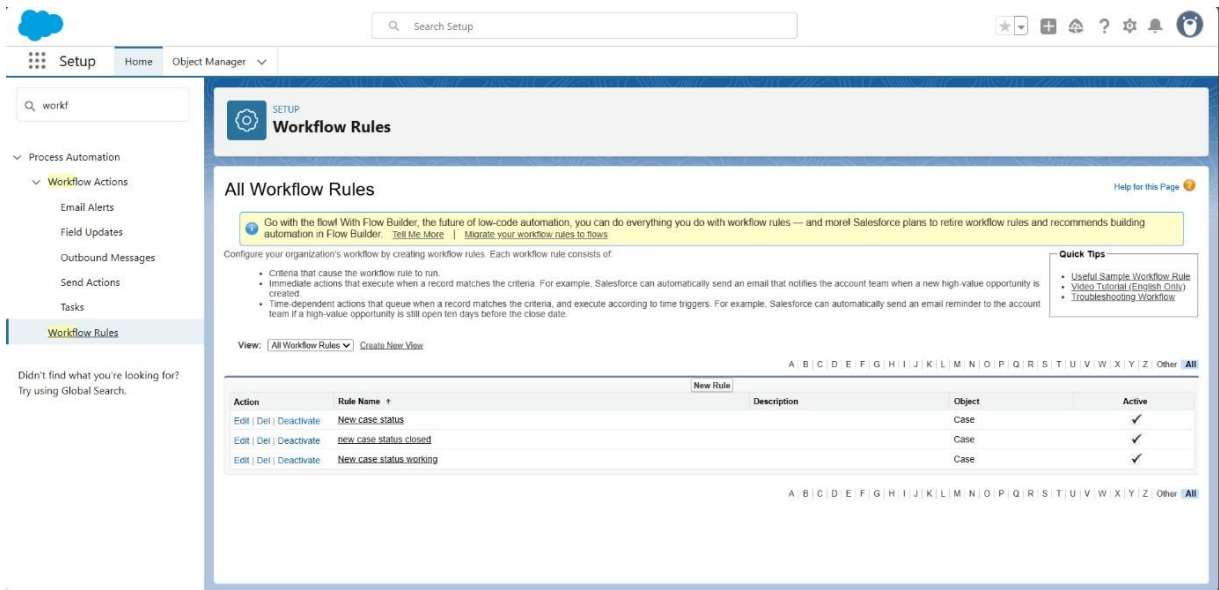 Search Setup
Setup
Home
Object Manager
workf
Process Automation
Workflow Actions
Email Alerts
Field Updates
Outbound Messages
Send Actions
Tasks
Workflow Rules
Didn't find what you're looking for?
Try using Global Search.
SETUP
Workflow Rules
All Workflow Rules
Help for this Page
Go with the flow! With Flow Builder, the future of low-code automation, you can do everything you do with workflow rules — and more! Salesforce plans to retire workflow rules and recommends building
automation in Flow Builder. Tell Me More | Migrate your workflow rules to flows
Configure your organization's workflow by creating workflow rules. Each workflow rule consists of:
• Criteria that cause the workflow rule to run.
• Immediate actions that execute when a record matches the criteria. For example, Salesforce can automatically send an email that notifies the account team when a new high-value opportunity is
created.
• Time-dependent actions that queue when a record matches the criteria, and execute according to time triggers. For example, Salesforce can automatically send an email reminder to the account
team if a high-value opportunity is still open ten days before the close date.
Quick Tips
• Useful Sample Workflow Rule
• Video Tutorial (English Only)
• Troubleshooting Workflow
View: All Workflow Rules Create New View
A | B | C | D | E | F | G | H | I | J | K | L | M | N | O | P | Q | R | S | T | U | V | W | X | Y | Z | Other All
New Rule
Action Rule Name ↑ Description Object Active
Edit | Del | Deactivate New case status Case ✓
Edit | Del | Deactivate new case status closed Case ✓
Edit | Del | Deactivate New case status working Case ✓
A | B | C | D | E | F | G | H | I | J | K | L | M | N | O | P | Q | R | S | T | U | V | W | X | Y | Z | Other All